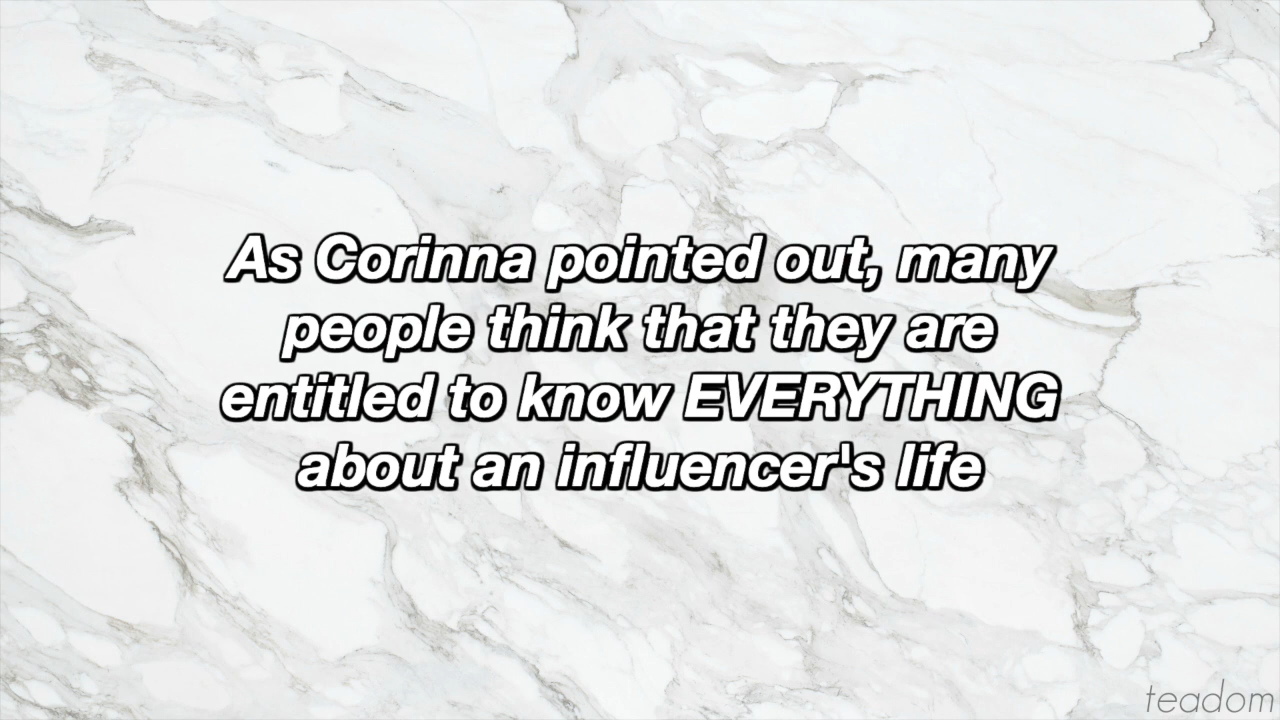 As Corinna pointed out, many
people think that they are
entitled to know EVERYTHING
about an influencer's life
teadom